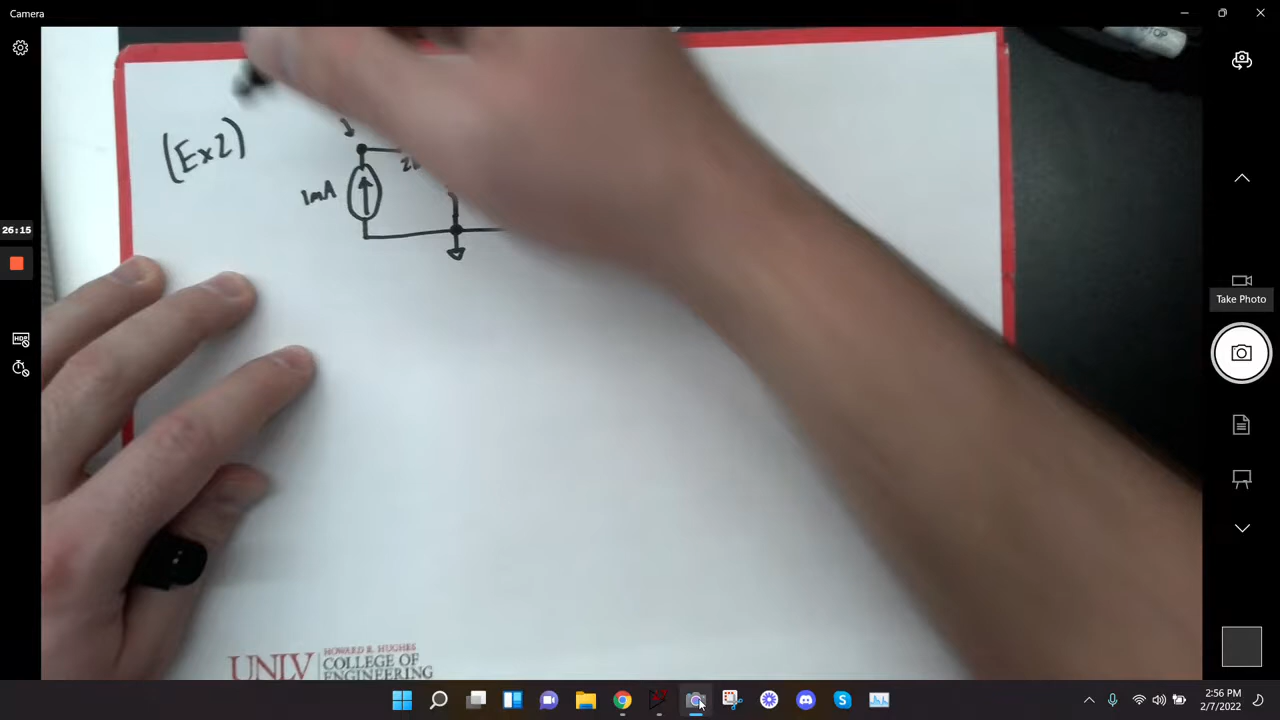 Camera
(Ex2)
1mA
26:15
Take Photo
UNLV
HOWARD R. HUGHES
COLLEGE OF
ENGINEERING
2:56 PM
2/7/2022